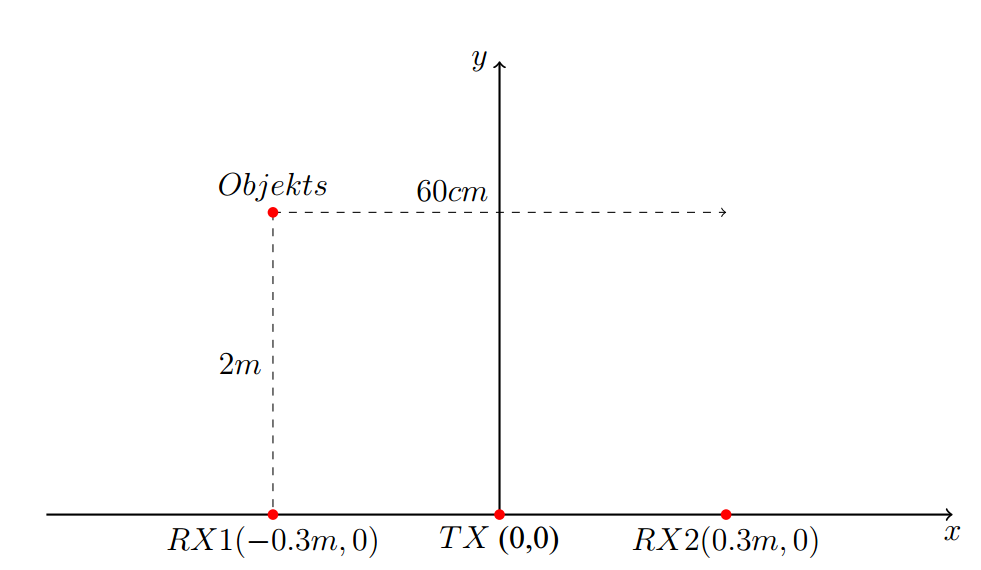 y
Objekts
60cm
2m
RX1(−0.3m, 0)
TX (0,0)
RX2(0.3m, 0)
x